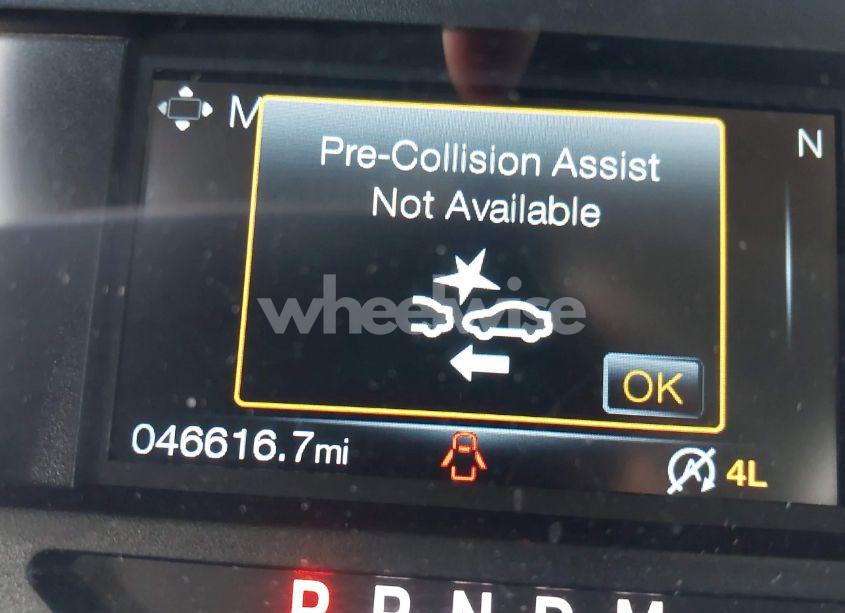 M
N
Pre-Collision Assist
Not Available
wheelwise
OK
046616.7mi
A
4L
P R N D M